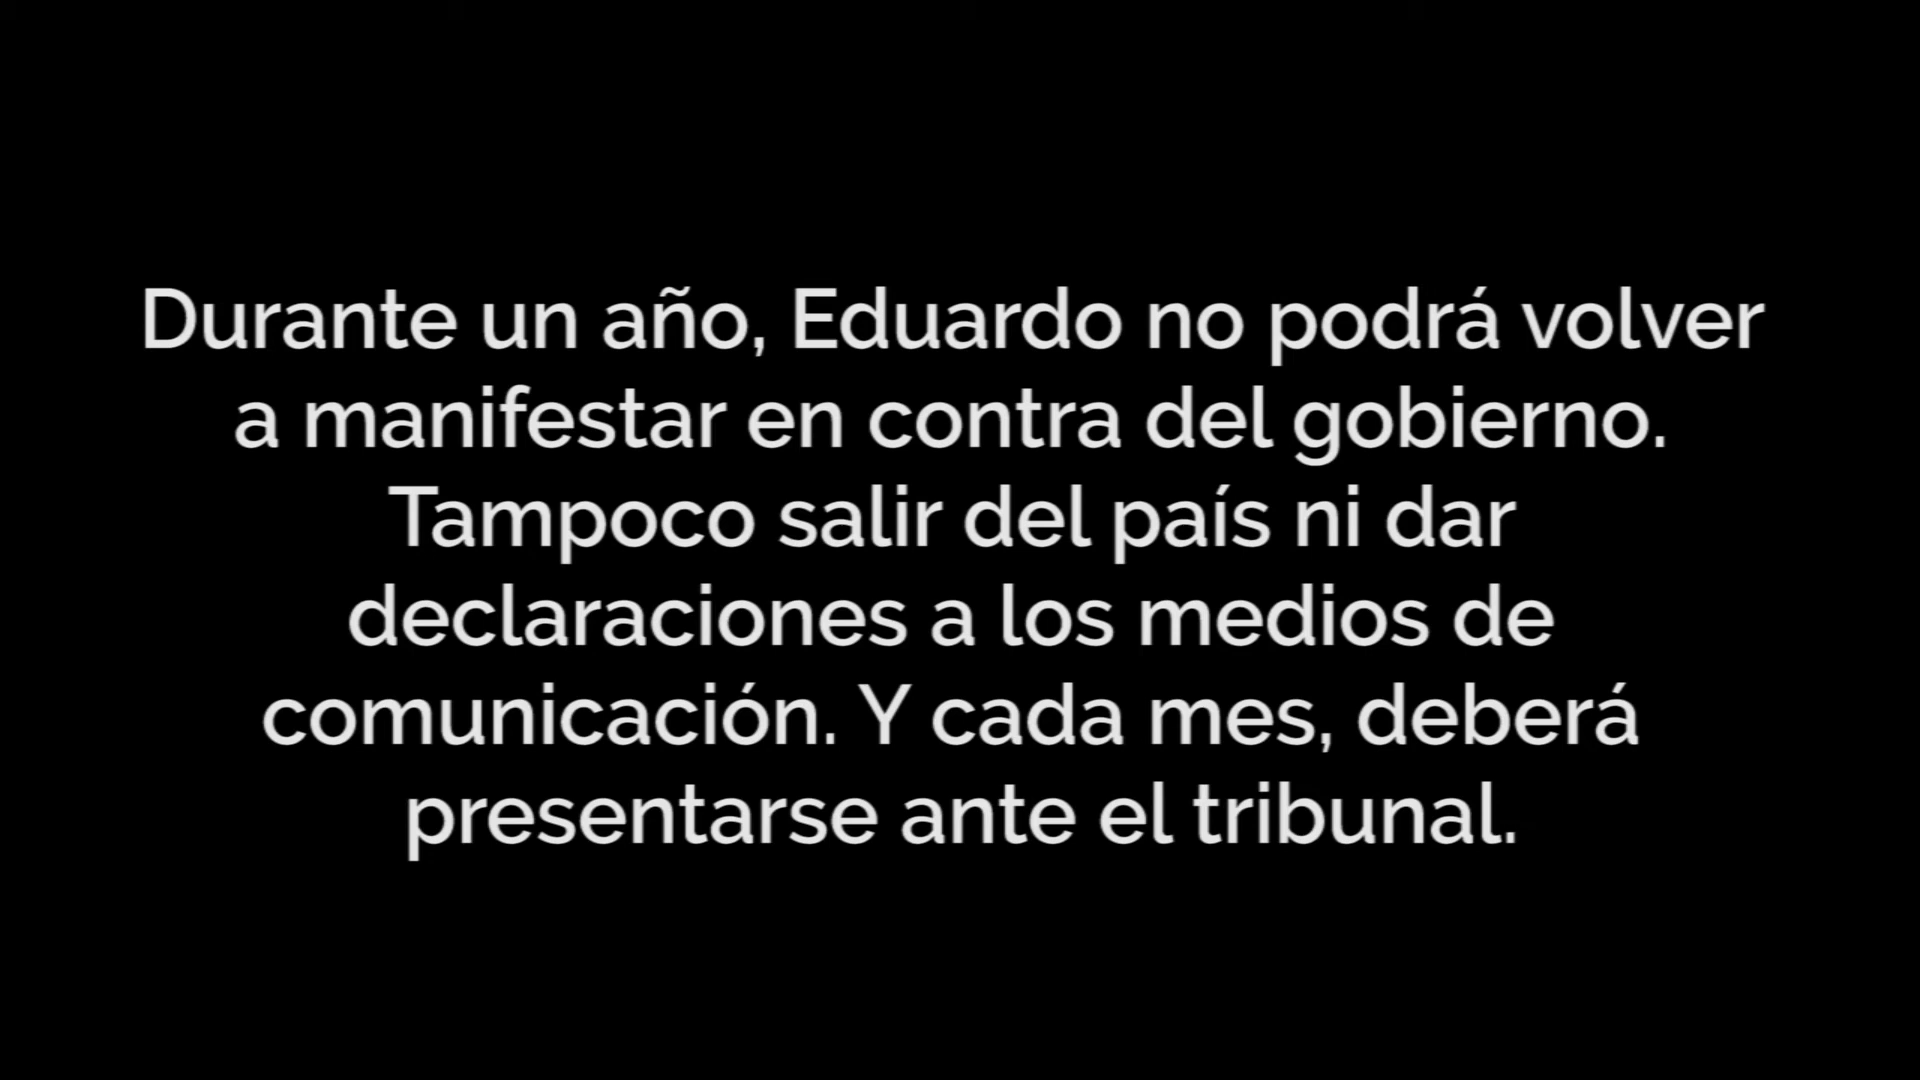 Durante un año, Eduardo no podrá volver
a manifestar en contra del gobierno.
Tampoco salir del país ni dar
declaraciones a los medios de
comunicación. Y cada mes, deberá
presentarse ante el tribunal.